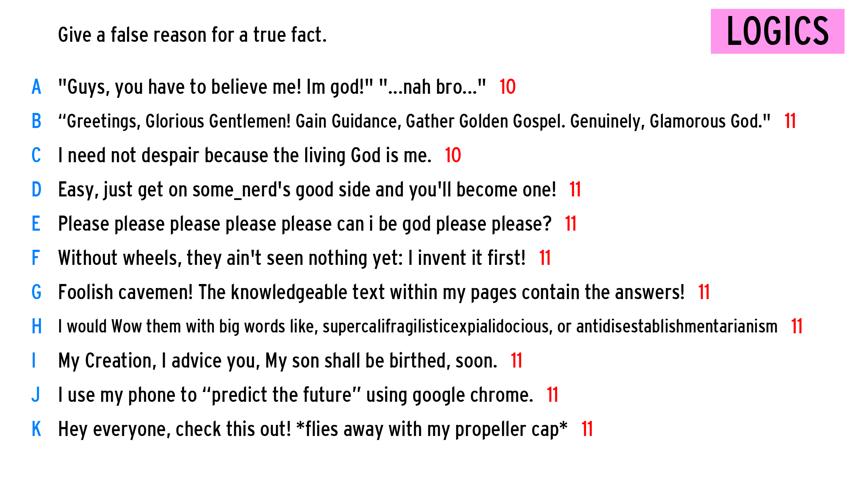 Give a false reason for a true fact.
LOGICS
A "Guys, you have to believe me! Im god!" "...nah bro..." 10
B “Greetings, Glorious Gentlemen! Gain Guidance, Gather Golden Gospel. Genuinely, Glamorous God." 11
C I need not despair because the living God is me. 10
D Easy, just get on some_nerd's good side and you'll become one! 11
E Please please please please please can i be god please please? 11
F Without wheels, they ain't seen nothing yet: I invent it first! 11
G Foolish cavemen! The knowledgeable text within my pages contain the answers! 11
H I would Wow them with big words like, supercalifragilisticexpialidocious, or antidisestablishmentarianism 11
I My Creation, I advice you, My son shall be birthed, soon. 11
J I use my phone to “predict the future” using google chrome. 11
K Hey everyone, check this out! *flies away with my propeller cap* 11